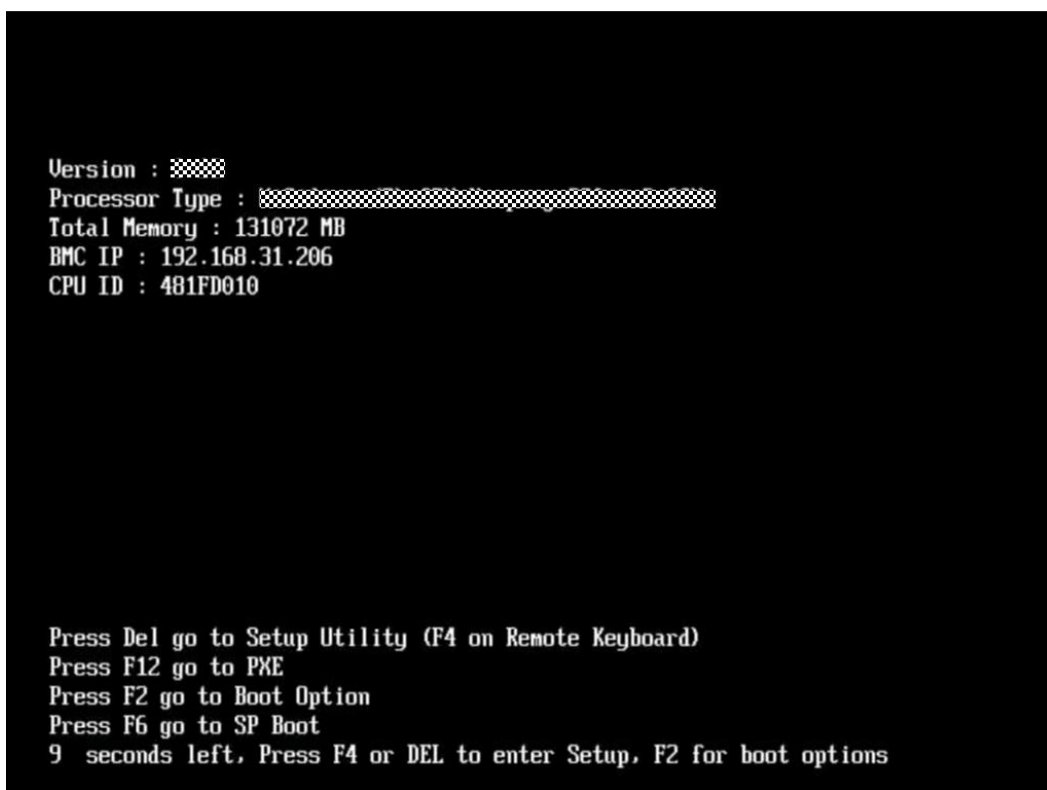 Version :
Processor Type :
Total Memory : 131072 MB
BMC IP : 192.168.31.206
CPU ID : 481FD010
Press Del go to Setup Utility (F4 on Remote Keyboard)
Press F12 go to PXE
Press F2 go to Boot Option
Press F6 go to SP Boot
9  seconds left, Press F4 or DEL to enter Setup, F2 for boot options